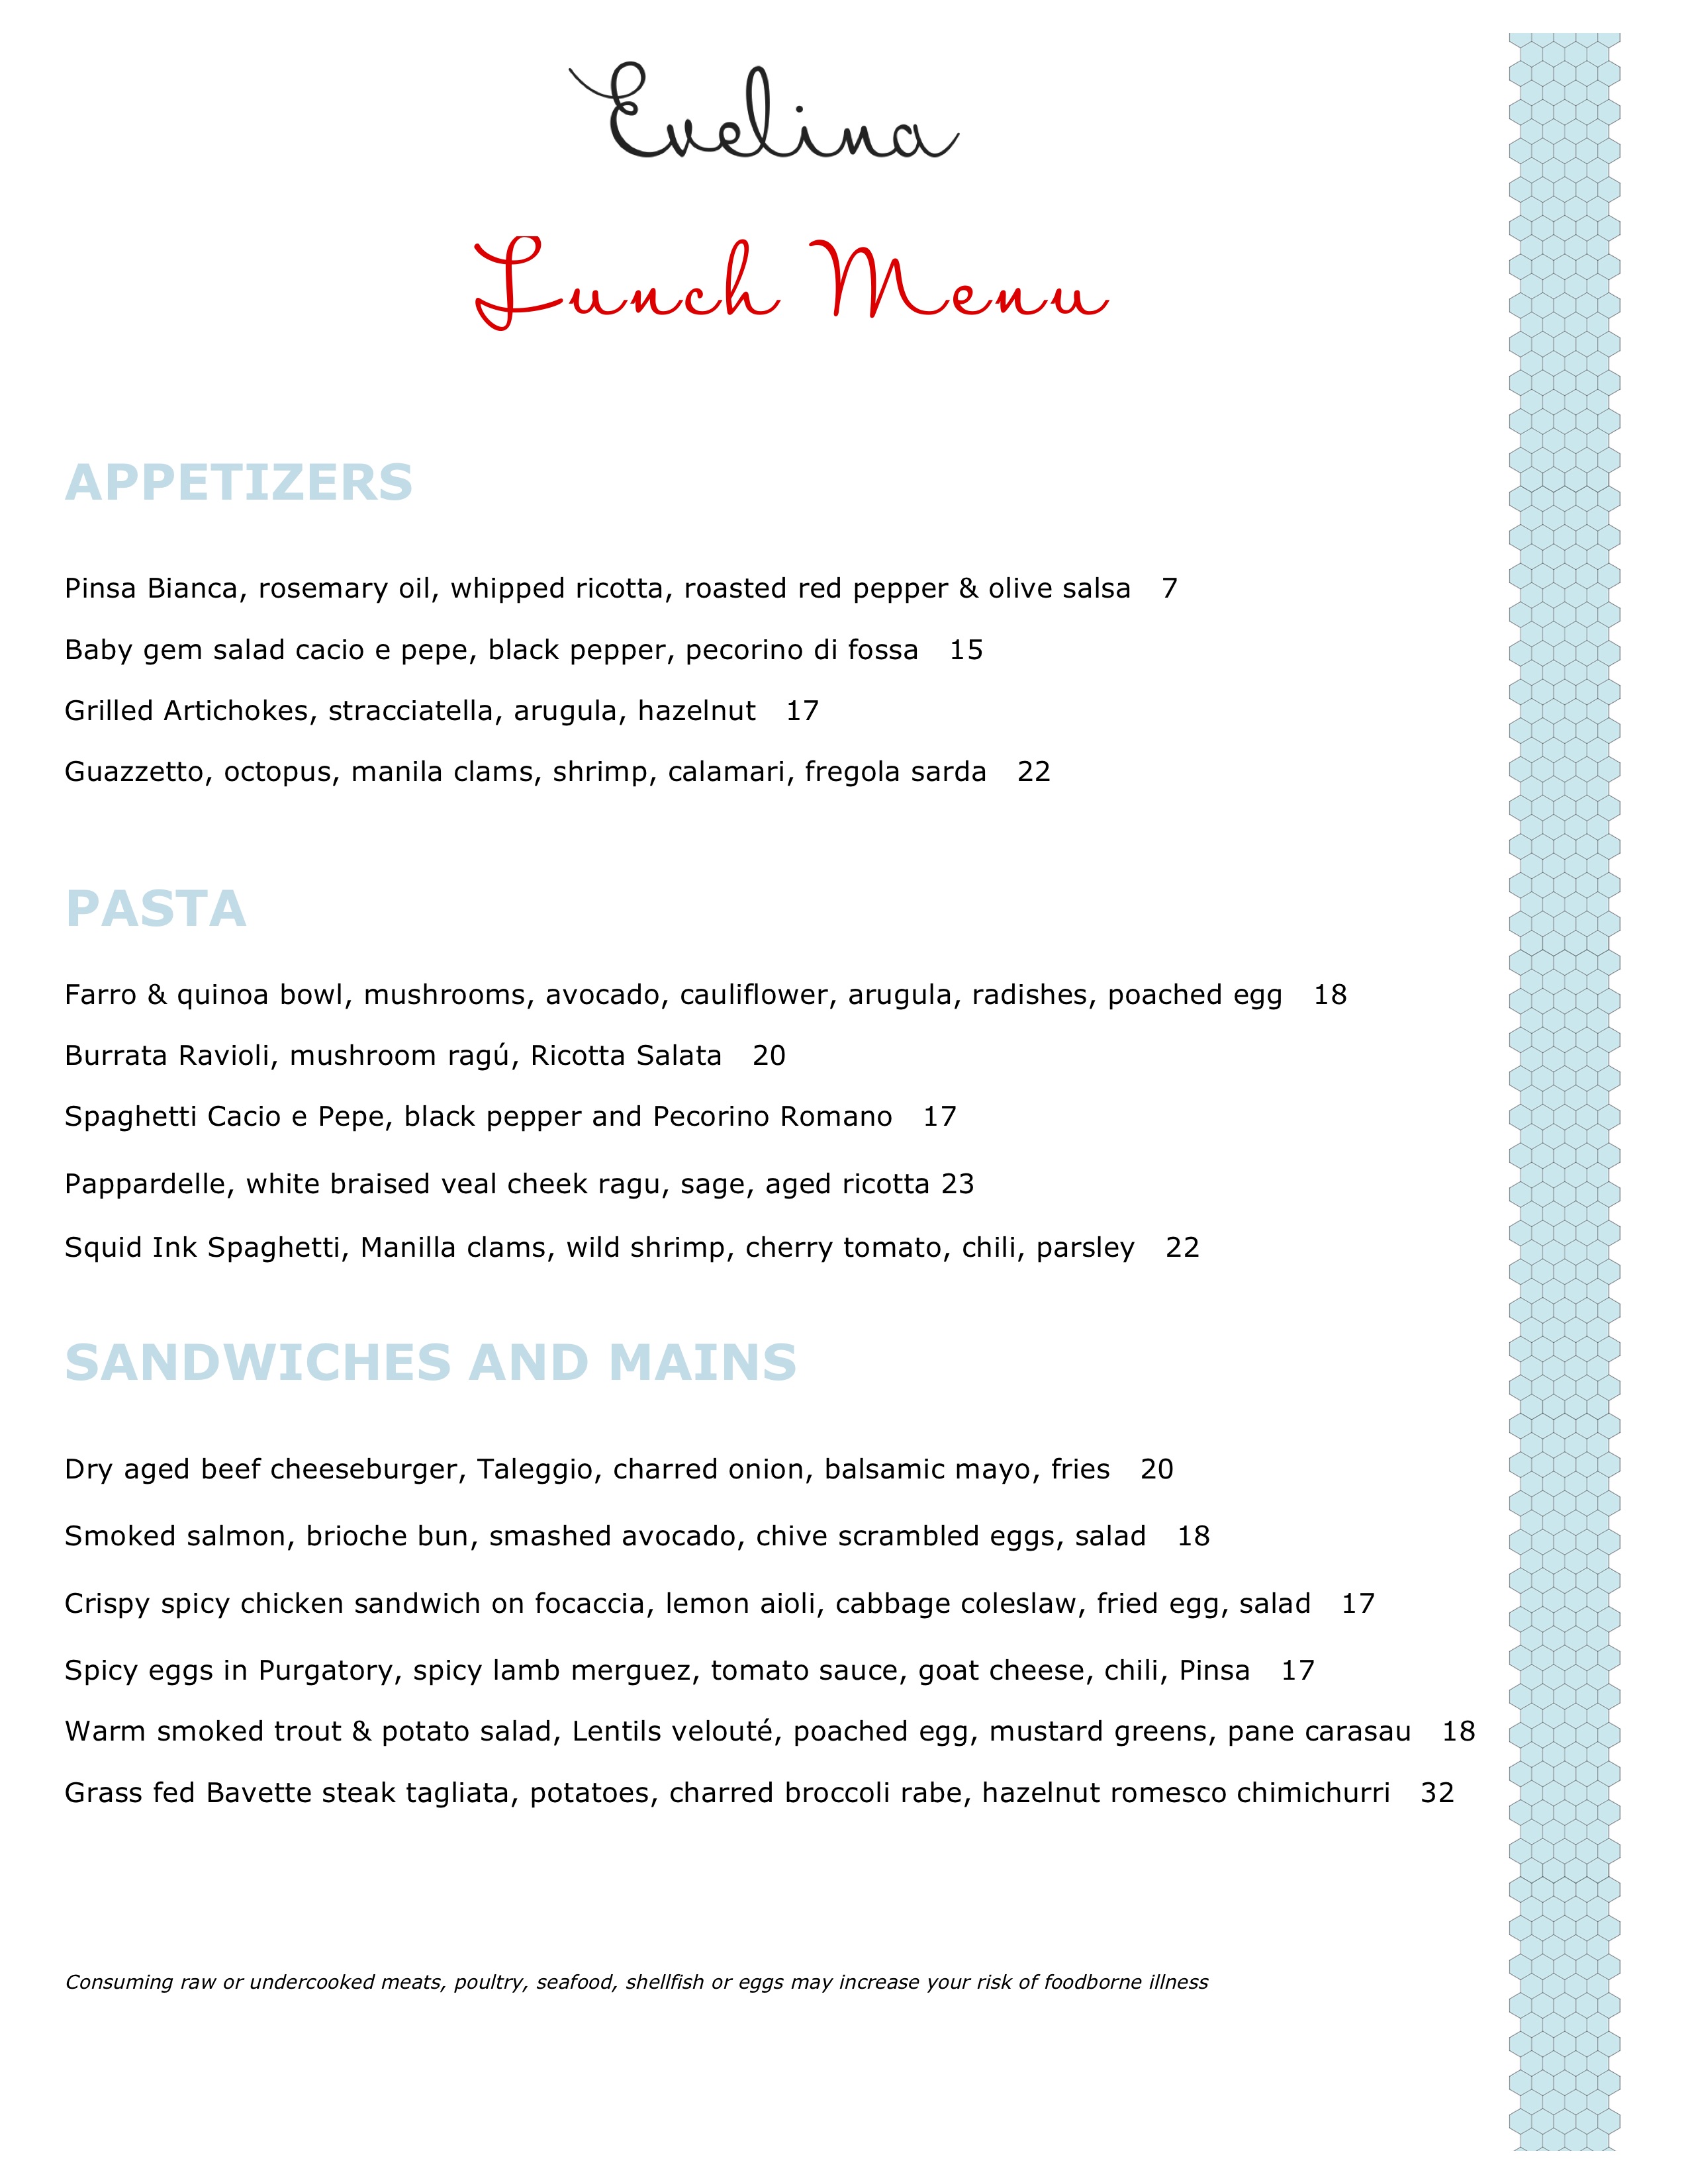 Evelina
Lunch Menu
APPETIZERS
Pinsa Bianca, rosemary oil, whipped ricotta, roasted red pepper & olive salsa 7
Baby gem salad cacio e pepe, black pepper, pecorino di fossa 15
Grilled Artichokes, stracciatella, arugula, hazelnut 17
Guazzetto, octopus, manila clams, shrimp, calamari, fregola sarda 22
PASTA
Farro & quinoa bowl, mushrooms, avocado, cauliflower, arugula, radishes, poached egg 18
Burrata Ravioli, mushroom ragú, Ricotta Salata 20
Spaghetti Cacio e Pepe, black pepper and Pecorino Romano 17
Pappardelle, white braised veal cheek ragu, sage, aged ricotta 23
Squid Ink Spaghetti, Manilla clams, wild shrimp, cherry tomato, chili, parsley 22
SANDWICHES AND MAINS
Dry aged beef cheeseburger, Taleggio, charred onion, balsamic mayo, fries 20
Smoked salmon, brioche bun, smashed avocado, chive scrambled eggs, salad 18
Crispy spicy chicken sandwich on focaccia, lemon aioli, cabbage coleslaw, fried egg, salad 17
Spicy eggs in Purgatory, spicy lamb merguez, tomato sauce, goat cheese, chili, Pinsa 17
Warm smoked trout & potato salad, Lentils velouté, poached egg, mustard greens, pane carasau 18
Grass fed Bavette steak tagliata, potatoes, charred broccoli rabe, hazelnut romesco chimichurri 32
Consuming raw or undercooked meats, poultry, seafood, shellfish or eggs may increase your risk of foodborne illness